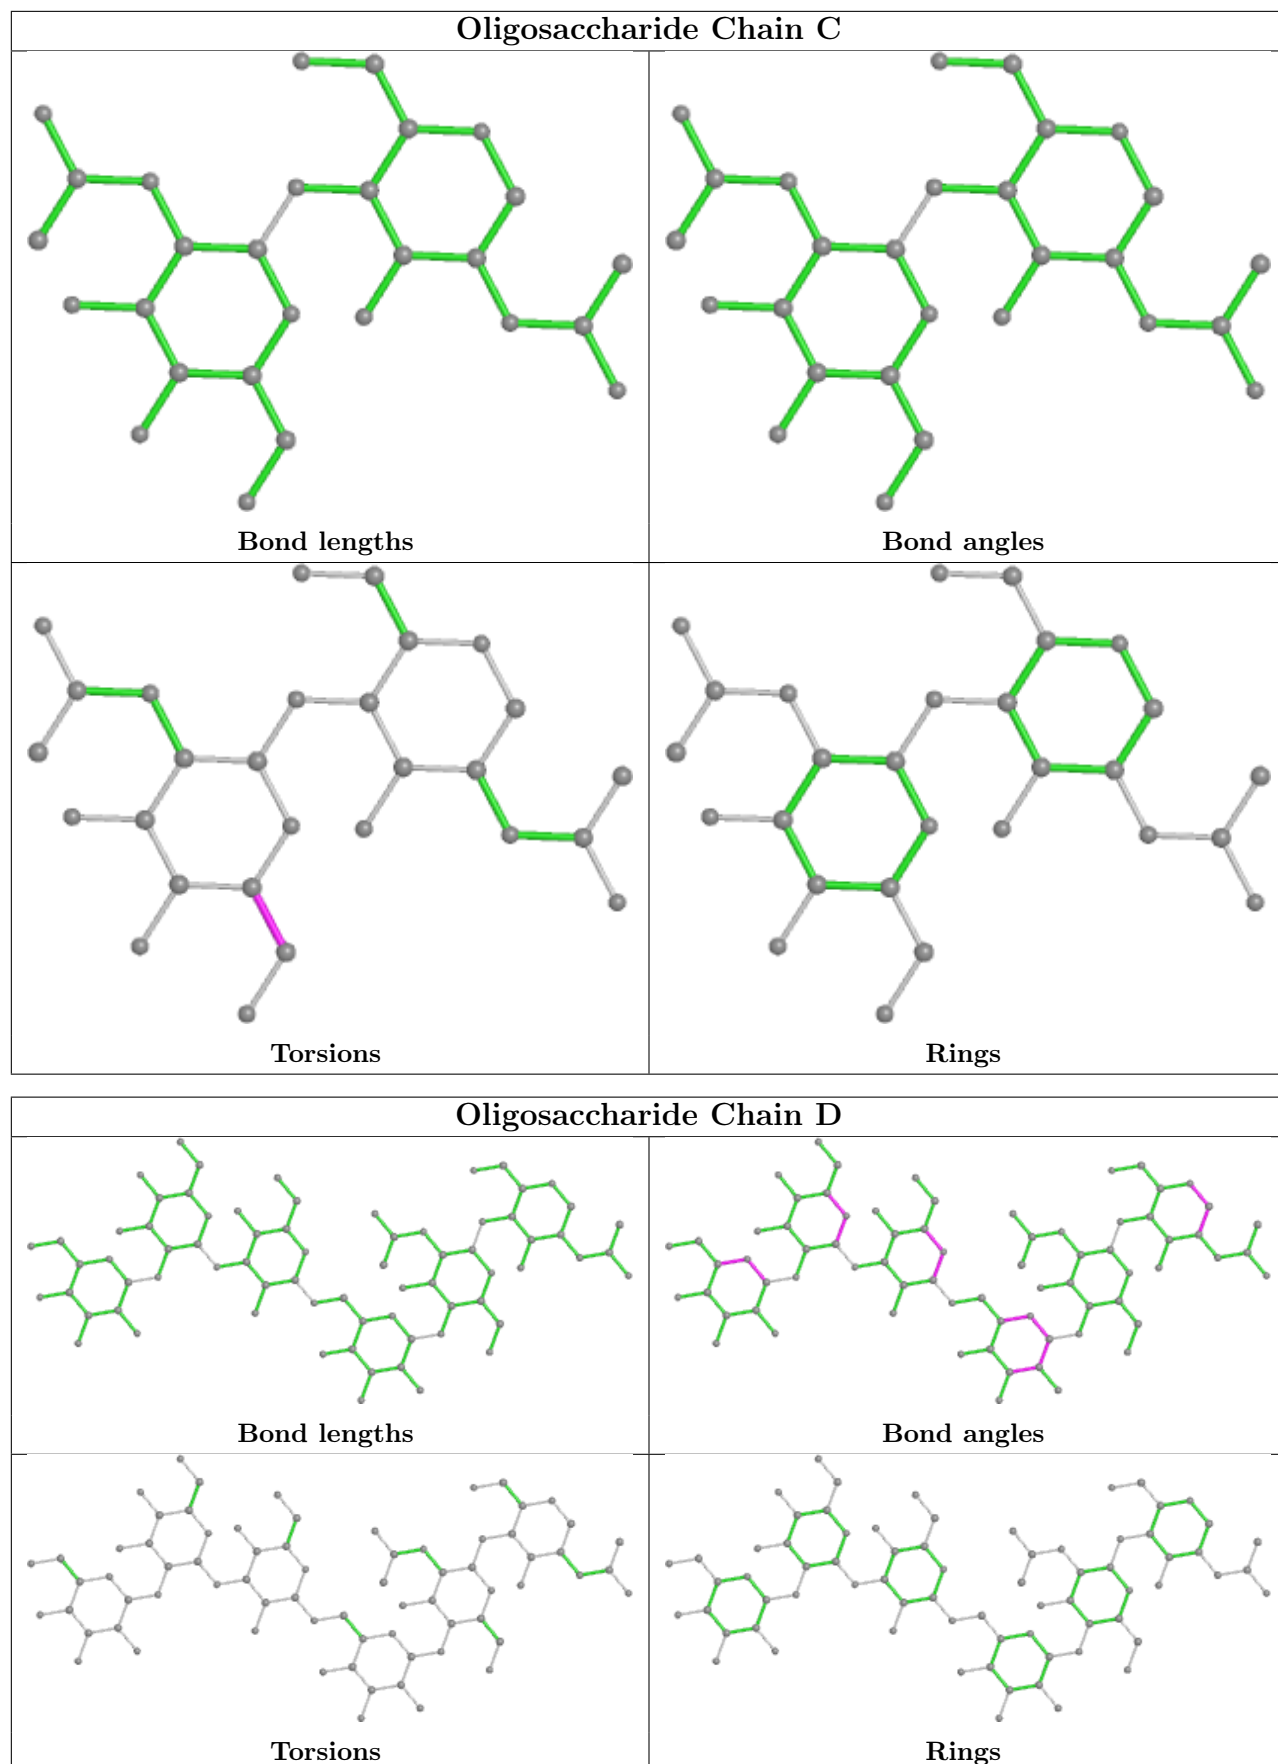 Oligosaccharide Chain C
Bond lengths
Bond angles
Torsions
Rings
Oligosaccharide Chain D
Bond lengths
Bond angles
Torsions
Rings